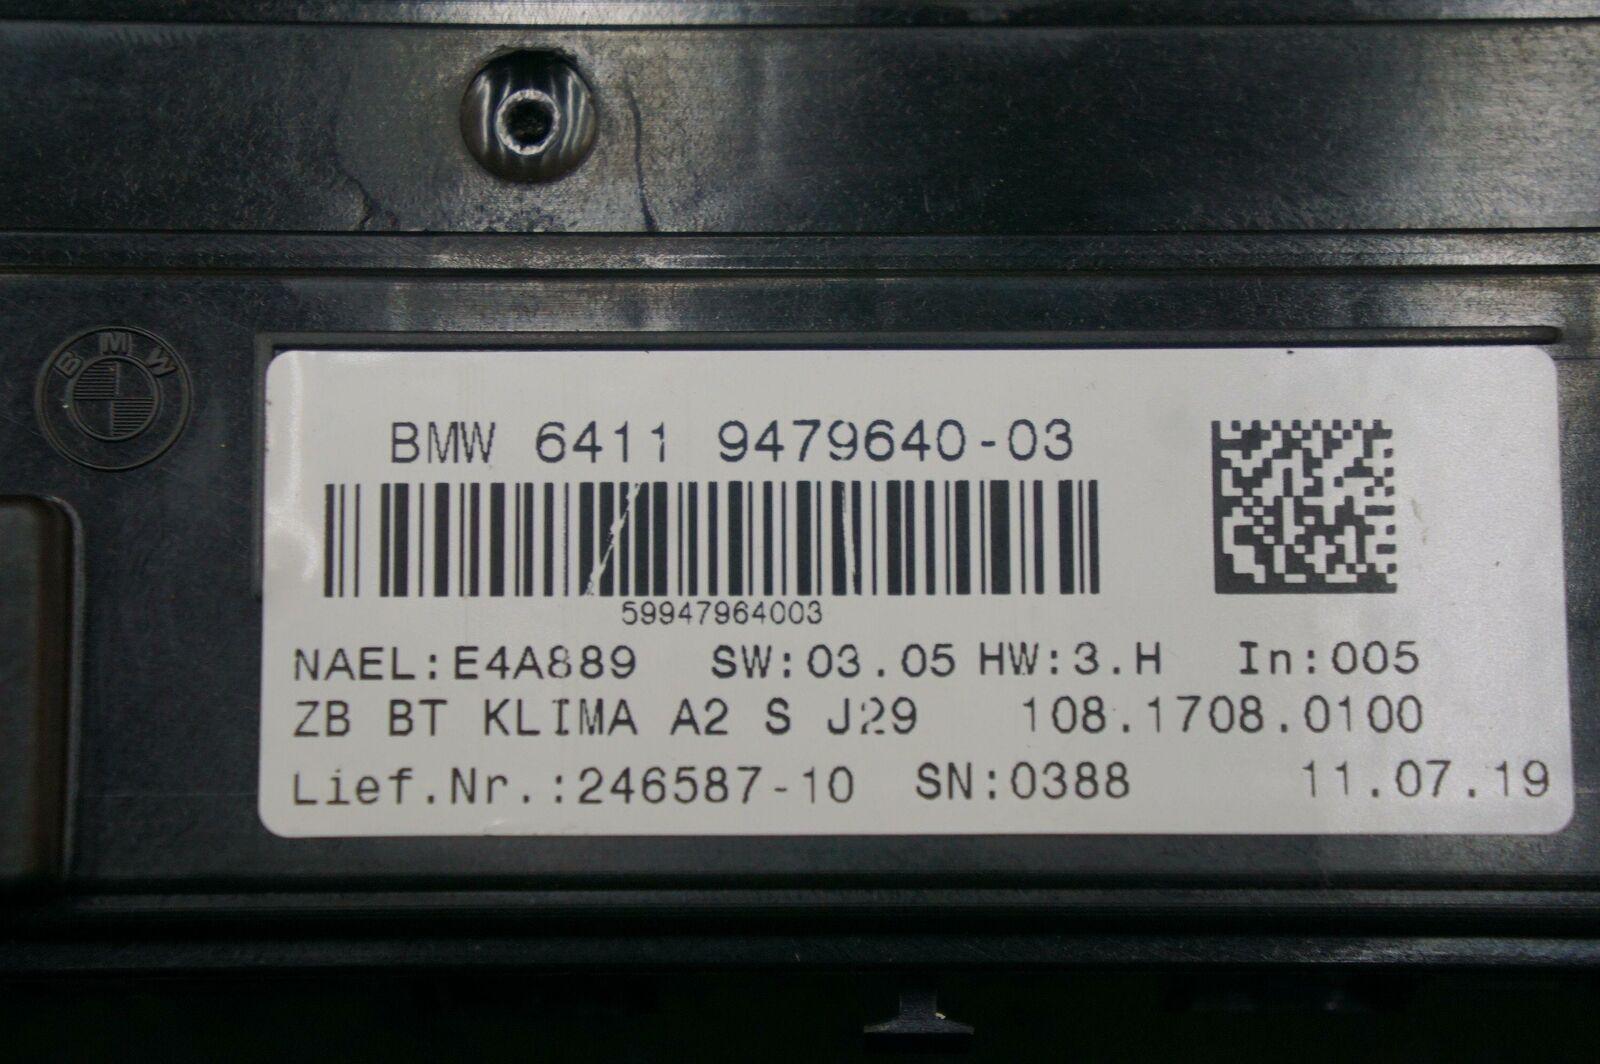 BMW
BMW 6411 9479640-03
59947964003
NAEL:E4A889 SW:03.05 HW:3.H In:005
ZB BT KLIMA A2 S J29 108.1708.0100
Lief.Nr.:246587-10 SN:0388 11.07.19